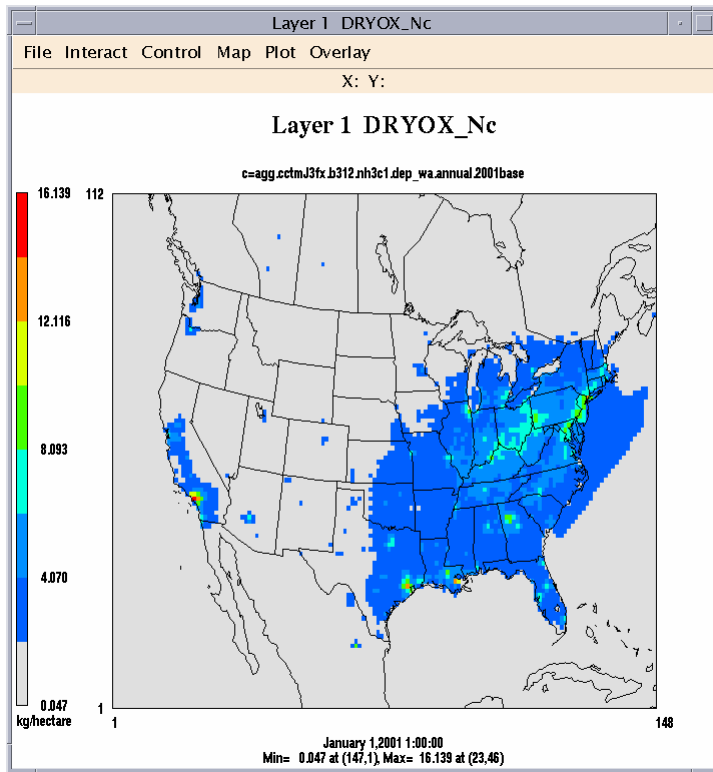 Layer 1 DRYOX_Nc
File Interact Control Map Plot Overlay
X: Y:
Layer 1 DRYOX_Nc
c=agg.cctmJ3fx.b312.nh3c1.dep_wa.annual.2001base
16.139
12.116
8.093
4.070
0.047
kg/hectare
112
1
1
148
January 1,2001 1:00:00
Min= 0.047 at (147,1), Max= 16.139 at (23,46)